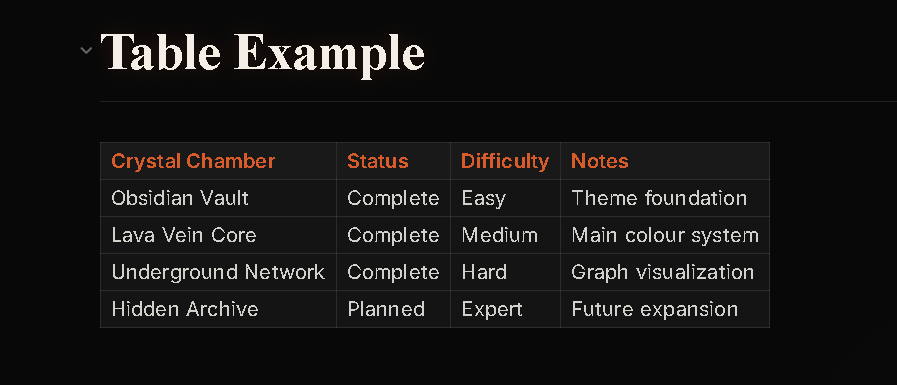 Table Example
Crystal Chamber Status Difficulty Notes
Obsidian Vault Complete Easy Theme foundation
Lava Vein Core Complete Medium Main colour system
Underground Network Complete Hard Graph visualization
Hidden Archive Planned Expert Future expansion